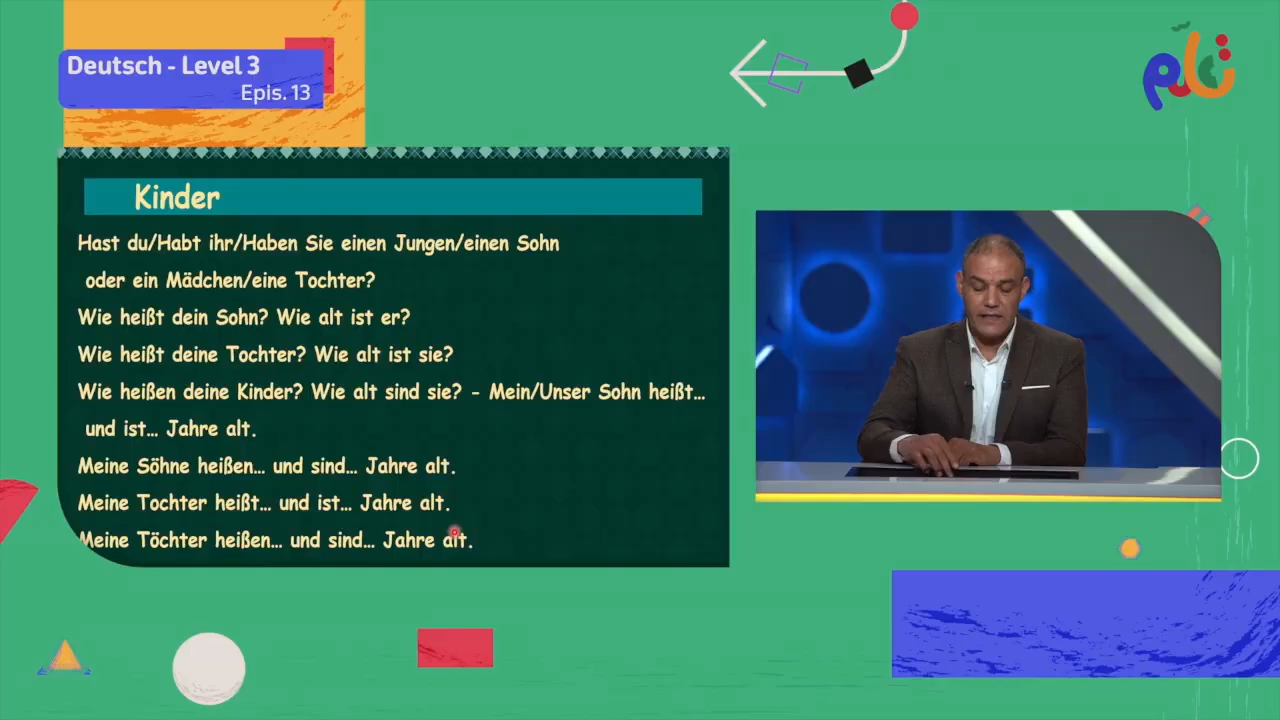 Deutsch - Level 3
Epis. 13
نتكلم
Kinder
Hast du/Habt ihr/Haben Sie einen Jungen/einen Sohn
oder ein Mädchen/eine Tochter?
Wie heißt dein Sohn? Wie alt ist er?
Wie heißt deine Tochter? Wie alt ist sie?
Wie heißen deine Kinder? Wie alt sind sie? - Mein/Unser Sohn heißt...
und ist... Jahre alt.
Meine Söhne heißen... und sind... Jahre alt.
Meine Tochter heißt... und ist... Jahre alt.
Meine Töchter heißen... und sind... Jahre alt.